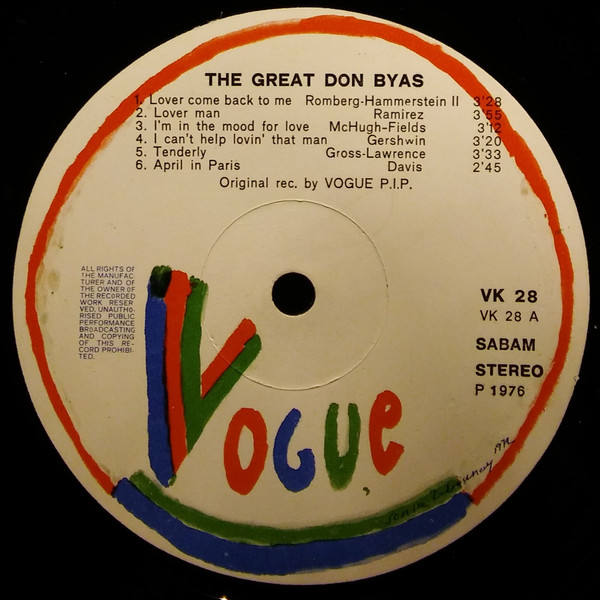 THE GREAT DON BYAS
1. Lover come back to me Romberg-Hammerstein II 3'28
2. Lover man Ramirez 3'55
3. I'm in the mood for love McHugh-Fields 3'12
4. I can't help lovin' that man Gershwin 3'20
5. Tenderly Gross-Lawrence 3'33
6. April in Paris Davis 2'45
Original rec. by VOGUE P.I.P.
ALL RIGHTS OF
THE MANUFAC
TURER AND OF
THE OWNER OF
THE RECORDED
WORK RESER
VED. UNAUTHO-
RISED PUBLIC
PERFORMANCE
BROADCASTING
AND COPYING
OF THIS RE-
CORD PROHIBI-
TED.
VK 28
VK 28 A
SABAM
STEREO
P 1976
VOGUE